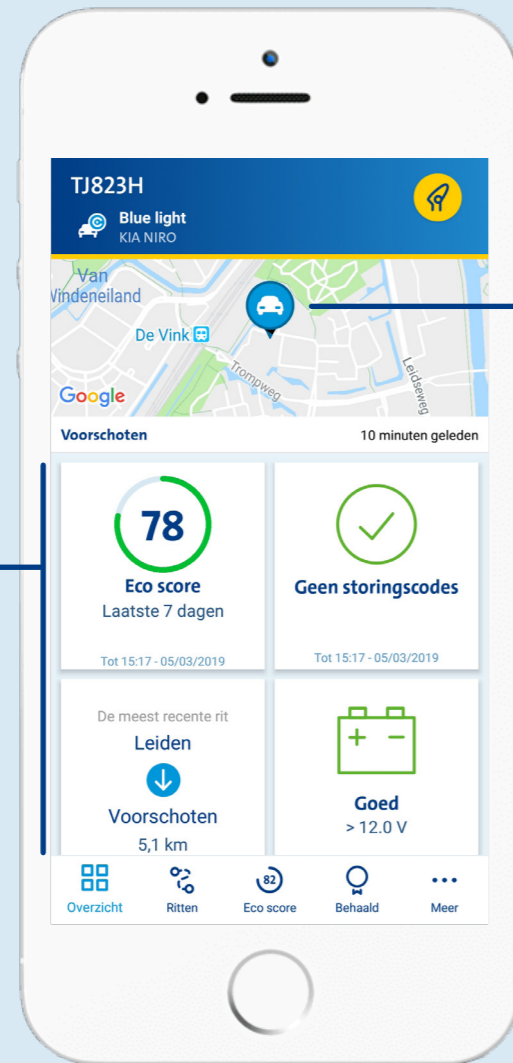 TJ823H
Blue light
KIA NIRO
Van
Vindeneiland
De Vink
Trompweg
Leidseweg
Google
Voorschoten
10 minuten geleden
78
Eco score
Laatste 7 dagen
Tot 15:17 - 05/03/2019
Geen storingscodes
Tot 15:17 - 05/03/2019
De meest recente rit
Leiden
Voorschoten
5,1 km
+ -
Goed
> 12.0 V
Overzicht
Ritten
82
Eco score
Behaald
Meer